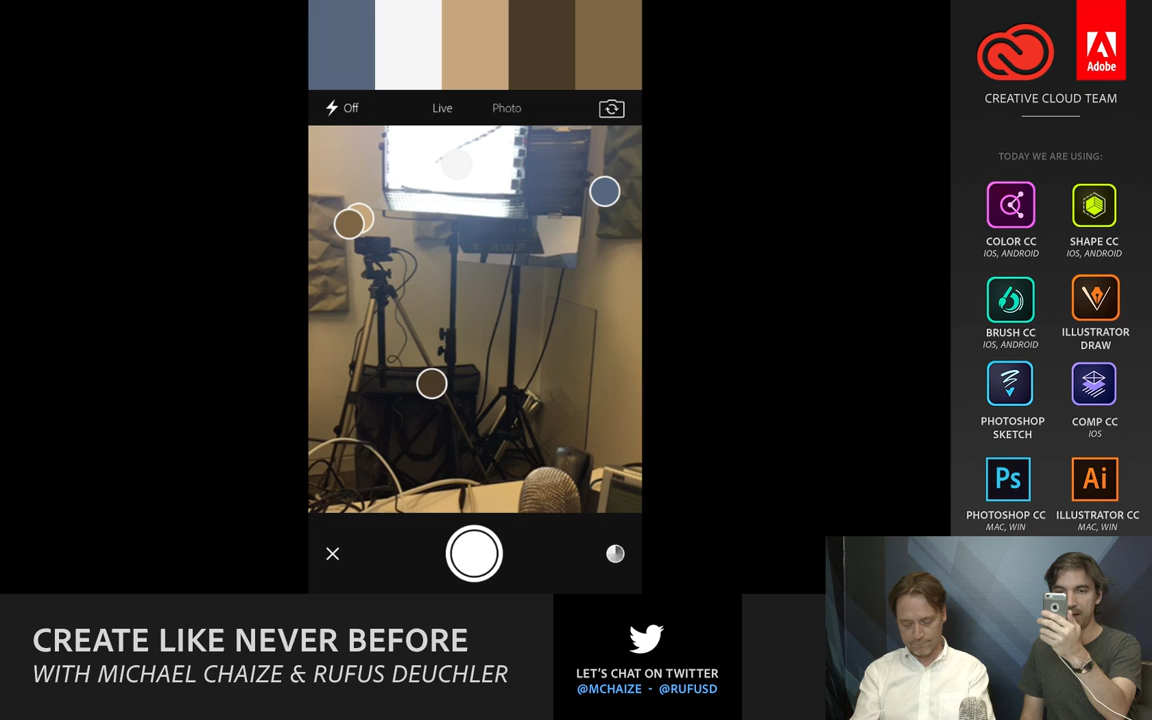 Off
Live
Photo
Adobe
CREATIVE CLOUD TEAM
TODAY WE ARE USING:
COLOR CC
IOS, ANDROID
SHAPE CC
IOS, ANDROID
BRUSH CC
IOS, ANDROID
ILLUSTRATOR
DRAW
PHOTOSHOP
SKETCH
COMP CC
IOS
Ps
PHOTOSHOP CC
MAC, WIN
Ai
ILLUSTRATOR CC
MAC, WIN
CREATE LIKE NEVER BEFORE
WITH MICHAEL CHAIZE & RUFUS DEUCHLER
LET'S CHAT ON TWITTER
@MCHAIZE - @RUFUSD